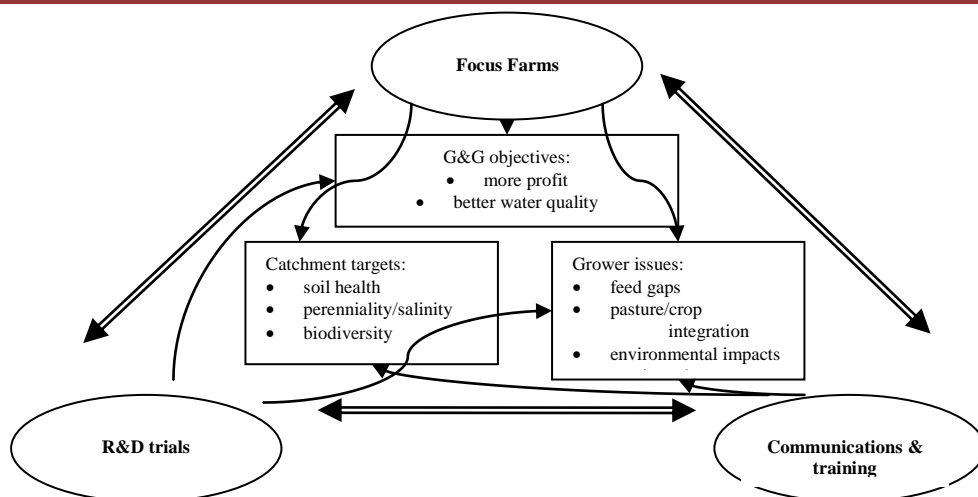 Focus Farms
G&G objectives:
• more profit
• better water quality
Catchment targets:
• soil health
• perenniality/salinity
• biodiversity
Grower issues:
• feed gaps
• pasture/crop
integration
• environmental impacts
R&D trials
Communications &
training